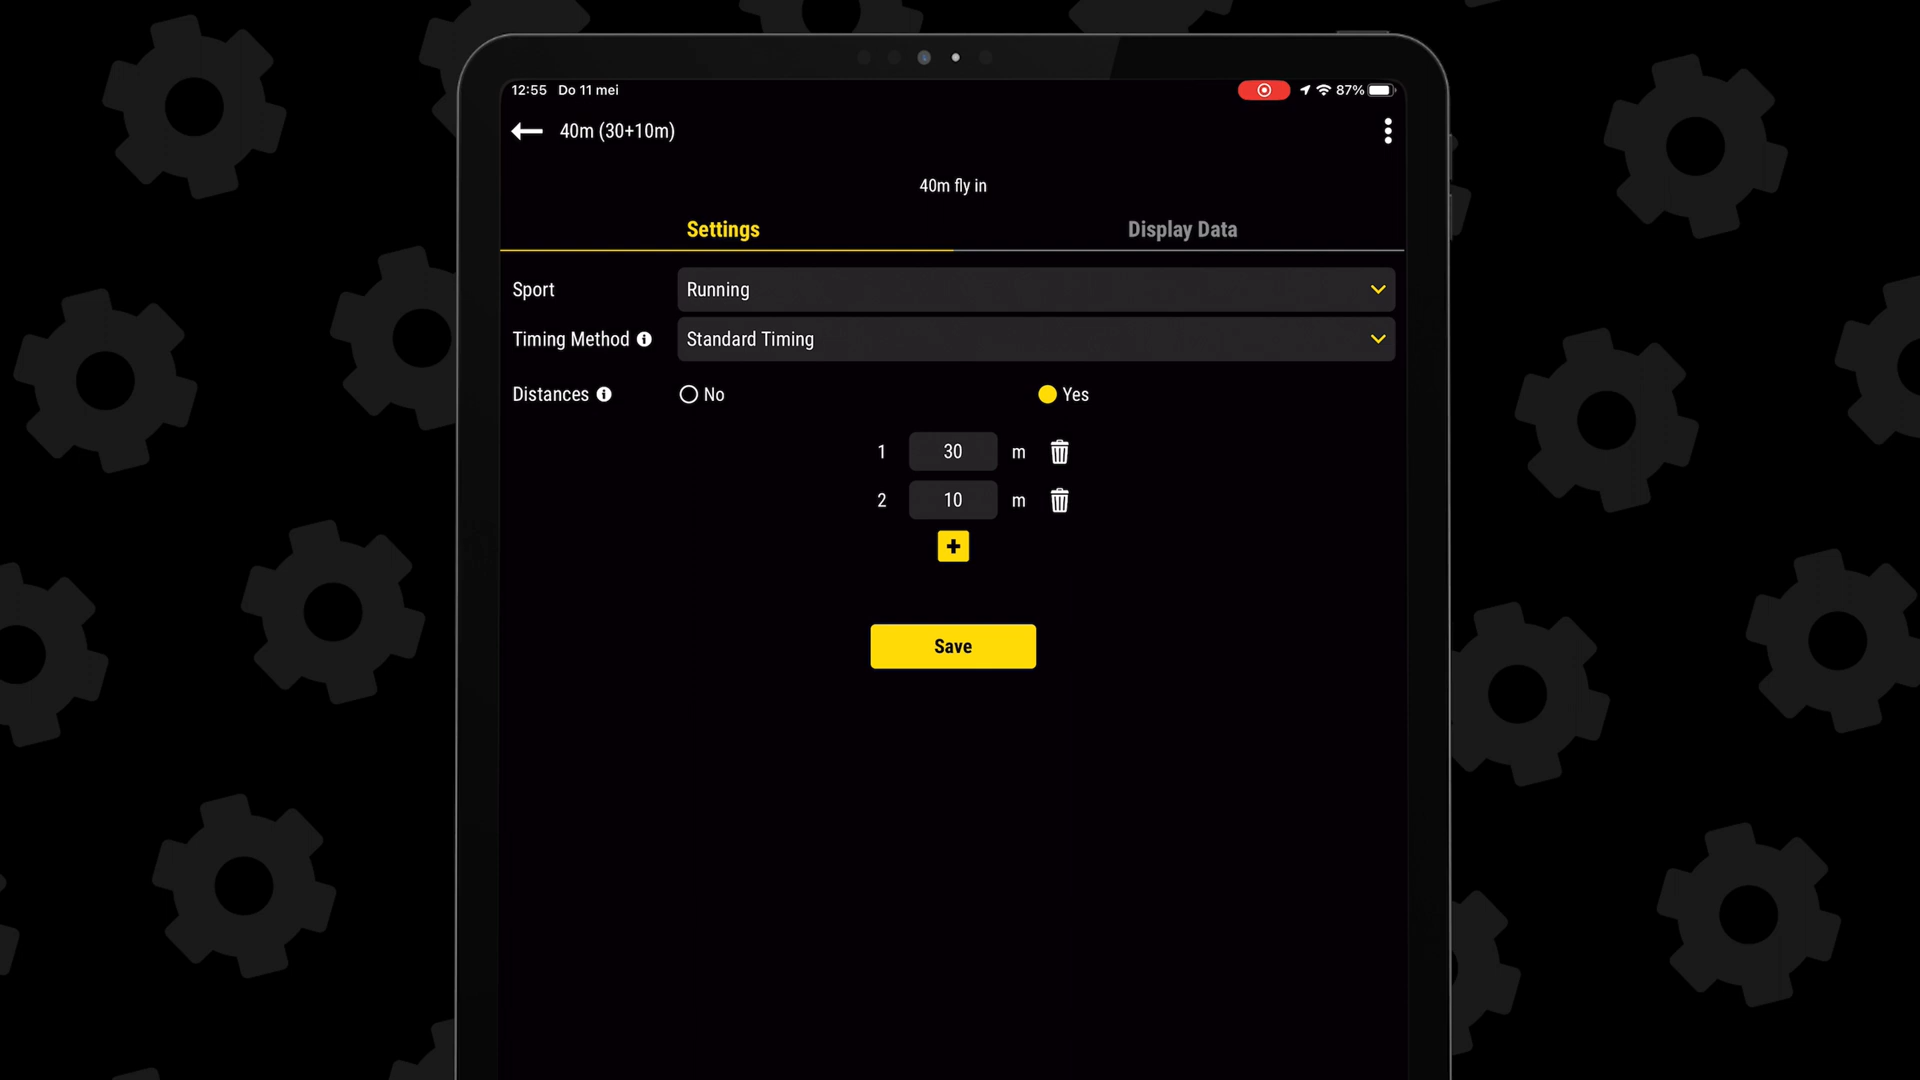 12:55 Do 11 mei 87%
40m (30+10m)
40m fly in
Settings Display Data
Sport Running
Timing Method Standard Timing
Distances No Yes
1 30 m
2 10 m
Save